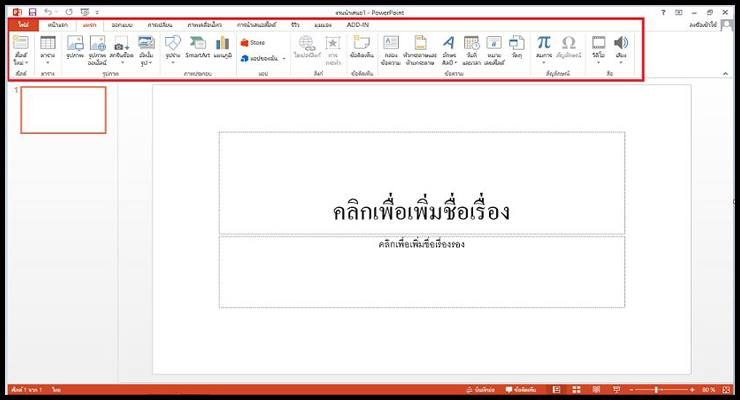 งานนำเสนอ1 - PowerPoint
ไฟล์ หน้าแรก แทรก ออกแบบ การเปลี่ยน การเคลื่อนไหว การนำเสนอสไลด์ รีวิว มุมมอง ADD-IN ลงชื่อเข้าใช้
สไลด์ใหม่ ตาราง รูปภาพ รูปภาพออนไลน์ สกรีนช็อต อัลบั้มรูป รูปร่าง SmartArt แผนภูมิ Store แอปของฉัน ไฮเปอร์ลิงก์ การกระทำ ข้อคิดเห็น กล่องข้อความ หัวกระดาษและท้ายกระดาษ อักษรศิลป์ วันที่และเวลา หมายเลขสไลด์ วัตถุ สมการ สัญลักษณ์ วิดีโอ เสียง
สไลด์ ตาราง รูปภาพ ภาพประกอบ แอป ลิงก์ ข้อคิดเห็น ข้อความ สัญลักษณ์ สื่อ
1
คลิกเพื่อเพิ่มชื่อเรื่อง
คลิกเพื่อเพิ่มชื่อเรื่องรอง
สไลด์ 1 จาก 1 ไทย บันทึกย่อ ข้อคิดเห็น 80 %